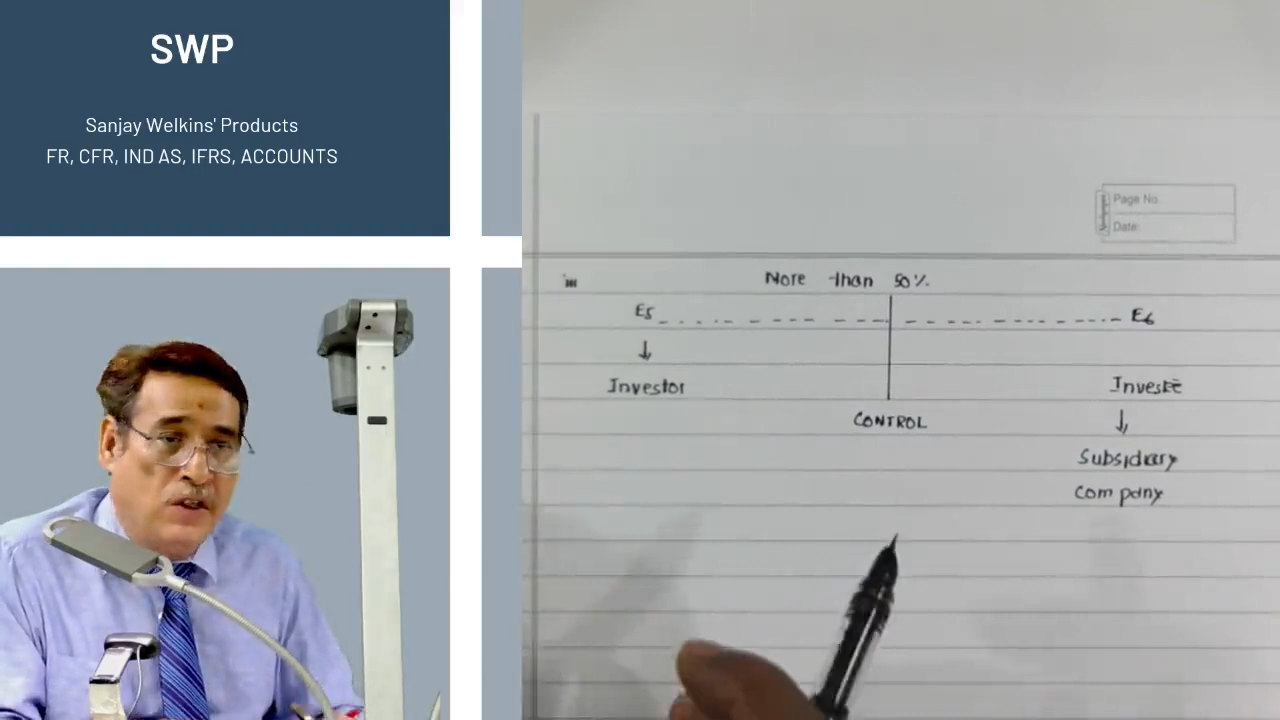 SWP
Sanjay Welkins' Products
FR, CFR, IND AS, IFRS, ACCOUNTS
Page No
Date:
More than 50%
E5 E6
Investor Investē
CONTROL
Subsidiary
Company